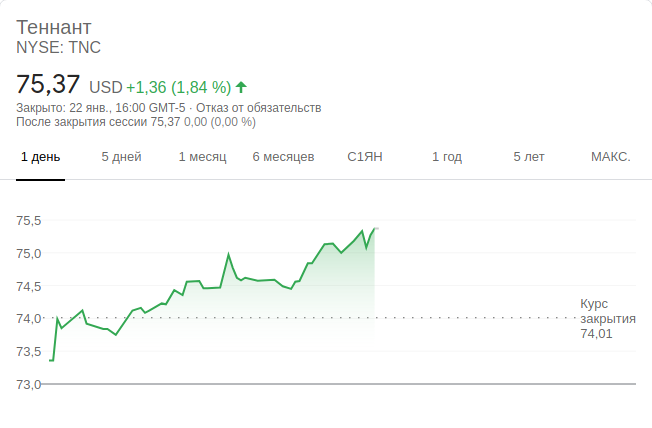 Теннант
NYSE: TNC
75,37 USD +1,36 (1,84 %)
Закрыто: 22 янв., 16:00 GMT-5 · Отказ от обязательств
После закрытия сессии 75,37 0,00 (0,00 %)
1 день 5 дней 1 месяц 6 месяцев С1ЯН 1 год 5 лет МАКС.
75,5
75,0
74,5
74,0
73,5
73,0
Курс
закрытия
74,01